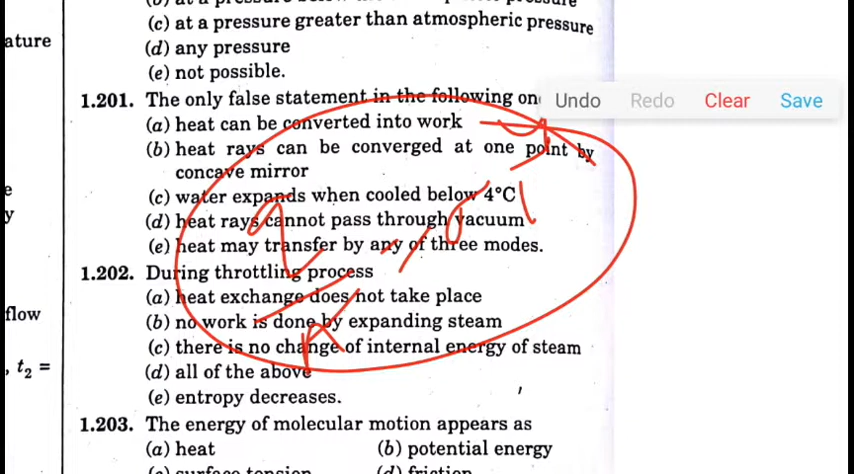 (c) at a pressure greater than atmospheric pressure
ature
(d) any pressure
(e) not possible.
1.201. The only false statement in the following
Undo Redo Clear Save
(a) heat can be converted into work
(b) heat rays can be converged at one point by
concave mirror
e
(c) water expands when cooled below 4°C
y
(d) heat rays cannot pass through vacuum
(e) heat may transfer by any of three modes.
1.202. During throttling process
(a) heat exchange does not take place
flow
(b) no work is done by expanding steam
(c) there is no change of internal energy of steam
, t₂ =
(d) all of the above
(e) entropy decreases.
1.203. The energy of molecular motion appears as
(a) heat (b) potential energy